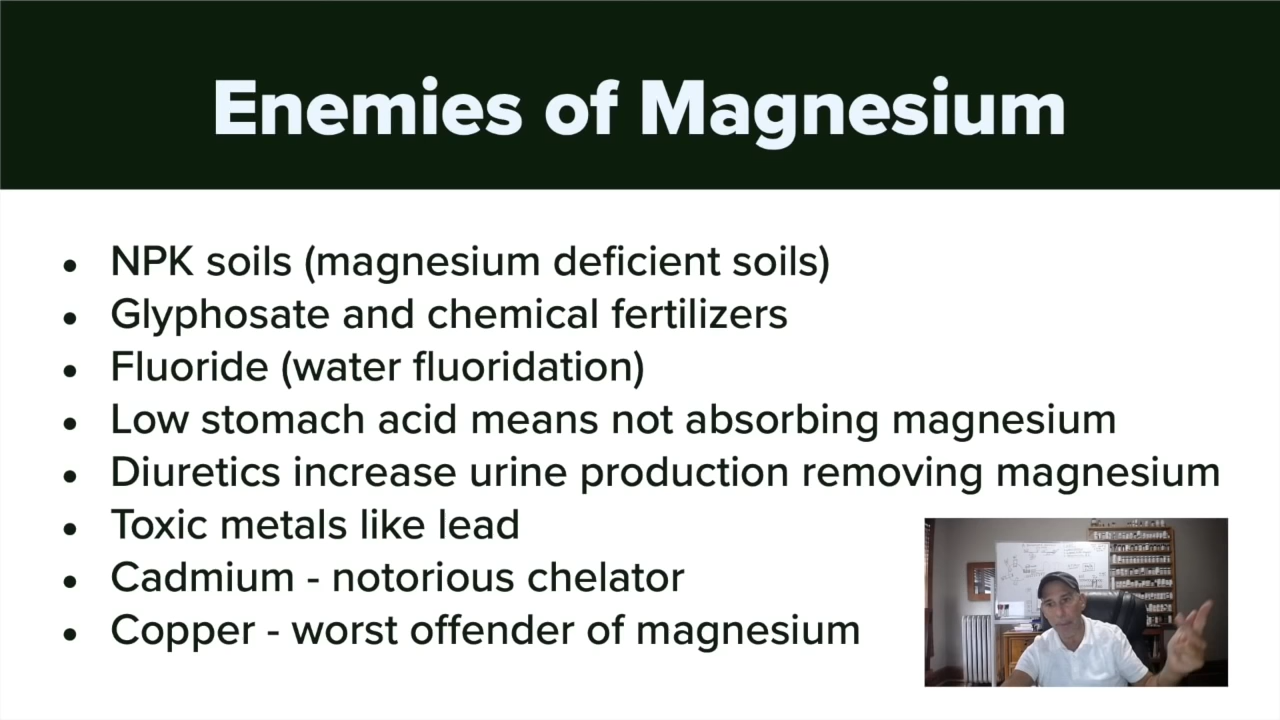 Enemies of Magnesium
• NPK soils (magnesium deficient soils)
• Glyphosate and chemical fertilizers
• Fluoride (water fluoridation)
• Low stomach acid means not absorbing magnesium
• Diuretics increase urine production removing magnesium
• Toxic metals like lead
• Cadmium - notorious chelator
• Copper - worst offender of magnesium